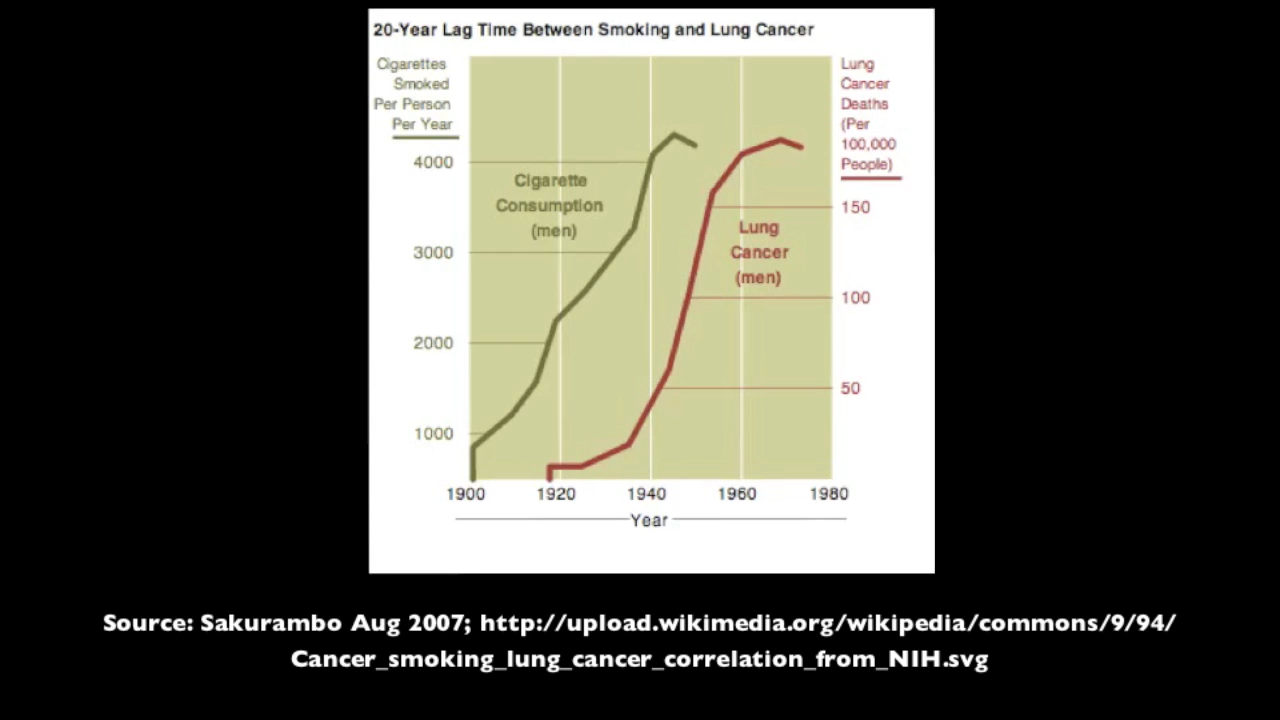 20-Year Lag Time Between Smoking and Lung Cancer
Cigarettes
Smoked
Per Person
Per Year
4000
3000
2000
1000
Cigarette
Consumption
(men)
Lung
Cancer
(men)
Lung
Cancer
Deaths
(Per
100,000
People)
150
100
50
1900 1920 1940 1960 1980
Year
Source: Sakurambo Aug 2007; http://upload.wikimedia.org/wikipedia/commons/9/94/
Cancer_smoking_lung_cancer_correlation_from_NIH.svg